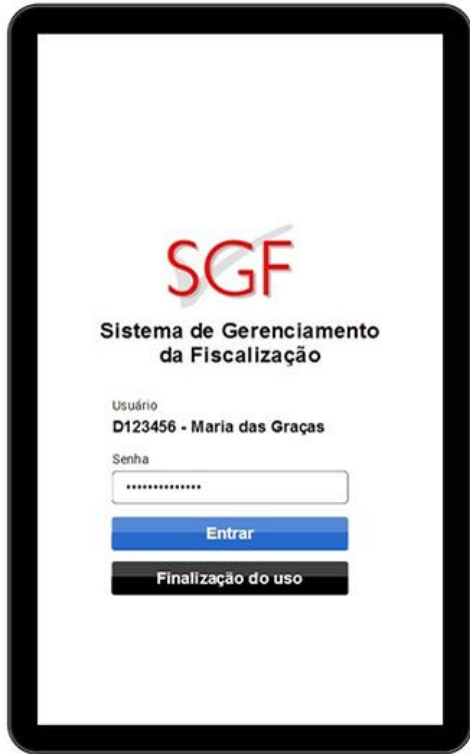 SGF
Sistema de Gerenciamento
da Fiscalização
Usuário
D123456 - Maria das Graças
Senha
••••••••••••••
Entrar
Finalização do uso